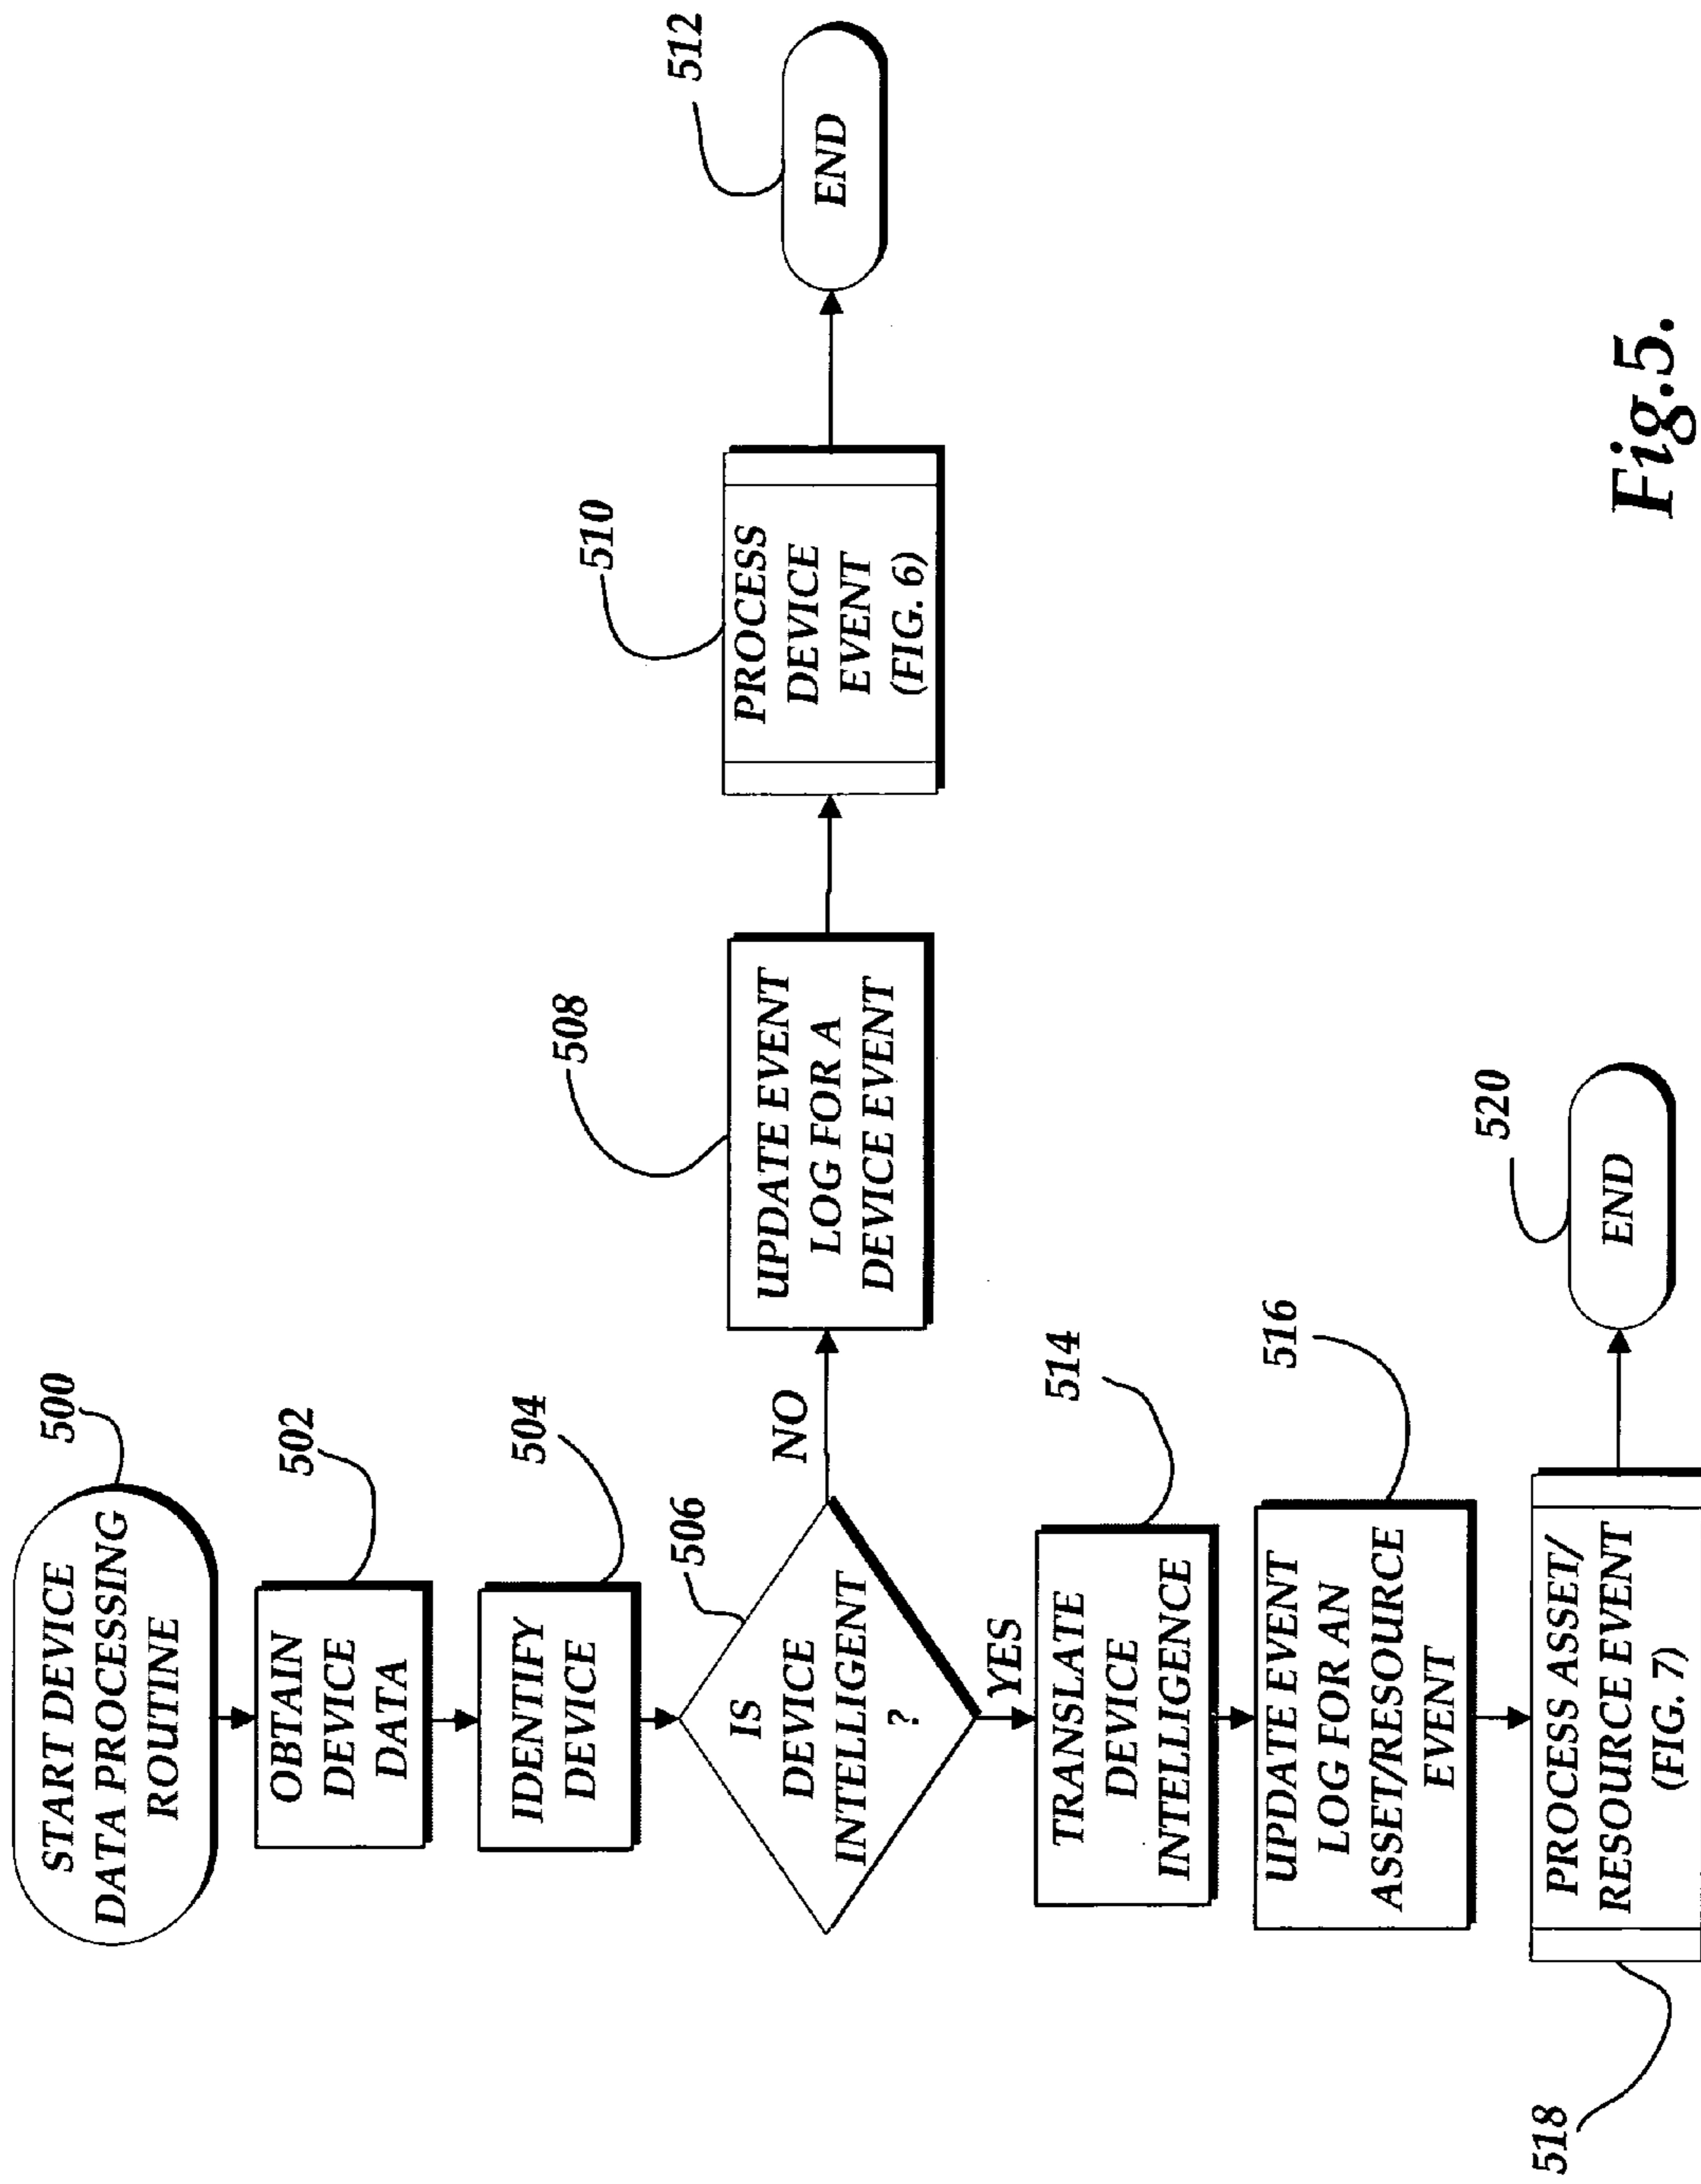 500
START DEVICE
DATA PROCESSING
ROUTINE
502
OBTAIN
DEVICE
DATA
504
IDENTIFY
DEVICE
506
IS
DEVICE
INTELLIGENT
?
NO
508
UPDATE EVENT
LOG FOR A
DEVICE EVENT
510
PROCESS
DEVICE
EVENT
(FIG. 6)
512
END
YES
514
TRANSLATE
DEVICE
INTELLIGENCE
516
UPDATE EVENT
LOG FOR AN
ASSET/RESOURCE
EVENT
518
PROCESS ASSET/
RESOURCE EVENT
(FIG. 7)
520
END
Fig.5.